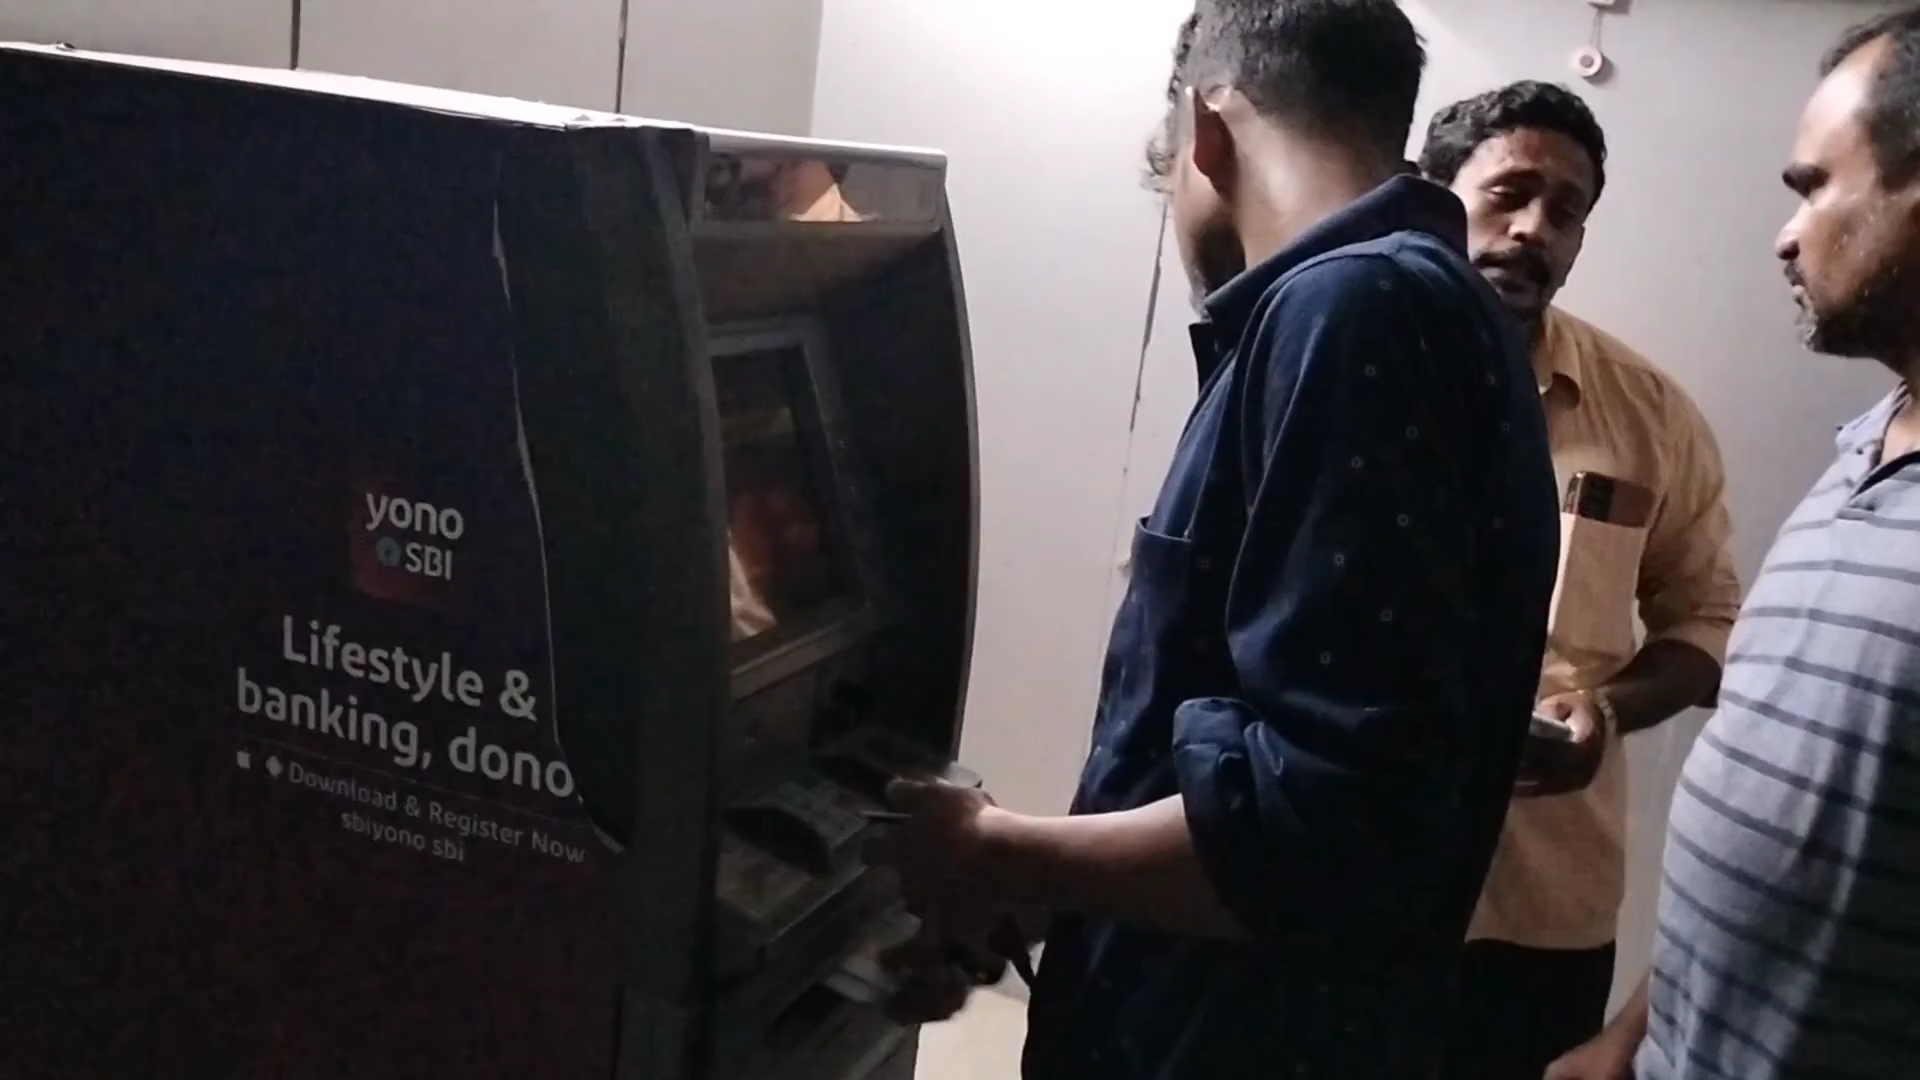 yono
SBI
Lifestyle &
banking, dono.
Download & Register Now
sbiyono sbi